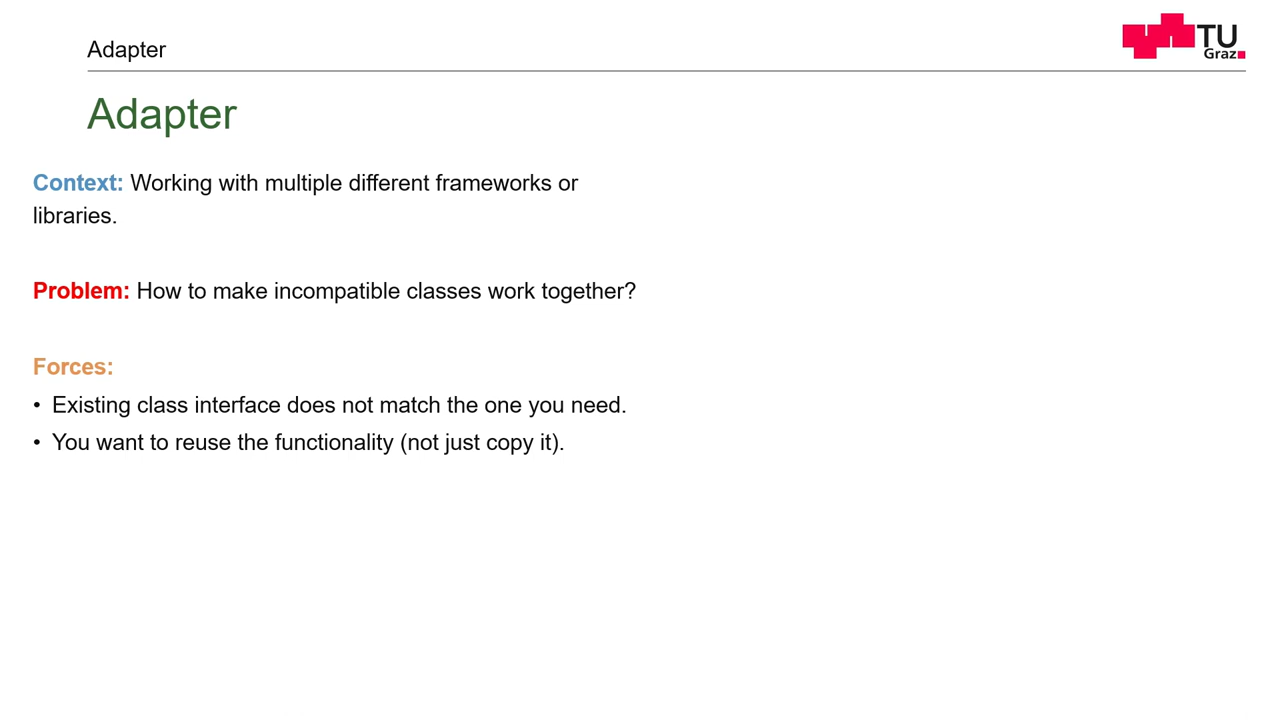 Adapter
TU
Graz
Adapter
Context: Working with multiple different frameworks or
libraries.
Problem: How to make incompatible classes work together?
Forces:
• Existing class interface does not match the one you need.
• You want to reuse the functionality (not just copy it).